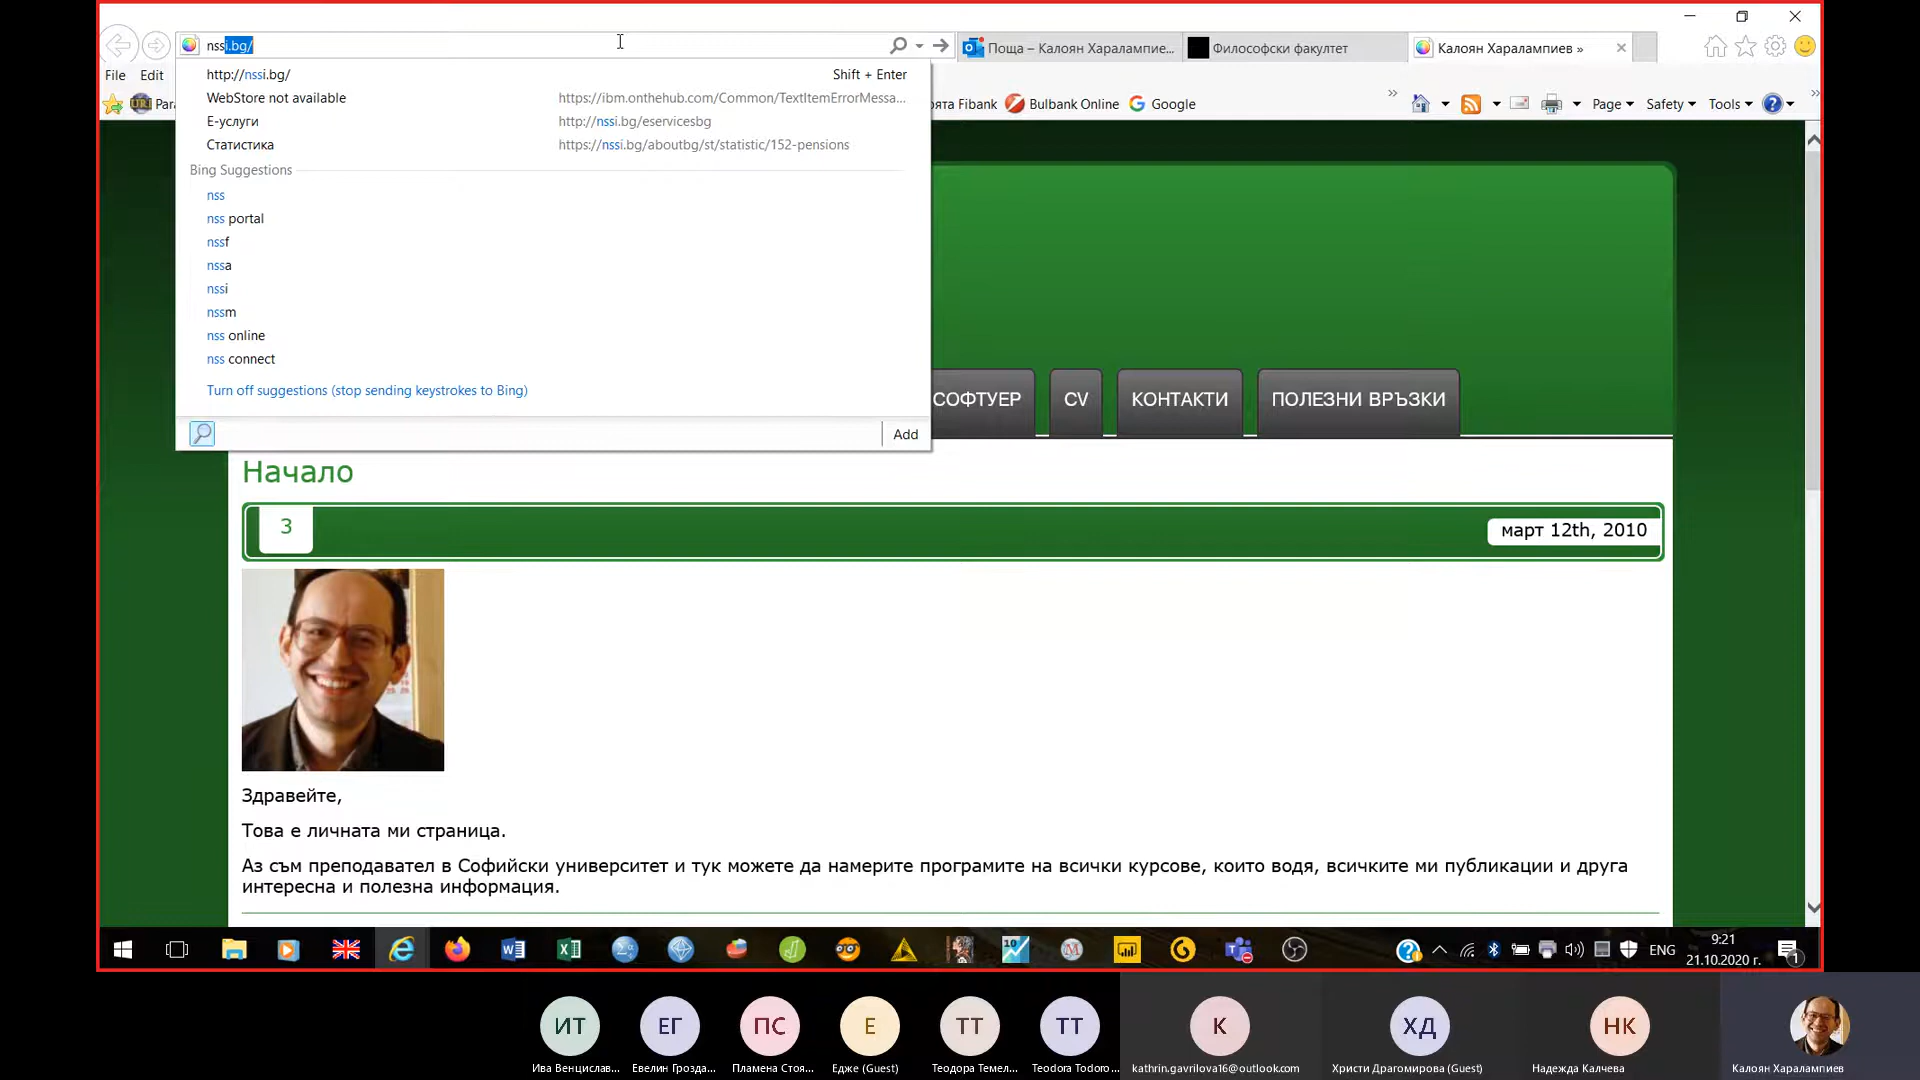 nssi.bg/
Поща – Калоян Харалампие...
Философски факултет
Калоян Харалампиев »
File Edit
http://nssi.bg/ Shift + Enter
WebStore not available https://ibm.onthehub.com/Common/TextItemErrorMessa...
Е-услуги http://nssi.bg/eservicesbg
Статистика https://nssi.bg/aboutbg/st/statistic/152-pensions
Bing Suggestions
nss
nss portal
nssf
nssa
nssi
nssm
nss online
nss connect
Turn off suggestions (stop sending keystrokes to Bing)
Add
Fibank Bulbank Online Google
Page Safety Tools
СОФТУЕР CV КОНТАКТИ ПОЛЕЗНИ ВРЪЗКИ
Начало
3 март 12th, 2010
Здравейте,
Това е личната ми страница.
Аз съм преподавател в Софийски университет и тук можете да намерите програмите на всички курсове, които водя, всичките ми публикации и друга
интересна и полезна информация.
ENG
9:21
21.10.2020 г.
1
ИТ ЕГ ПС Е ТТ ТТ К ХД НК
Ива Венцислав... Евелин Грозда... Пламена Стоя... Едже (Guest) Теодора Темел... Teodora Todoro... kathrin.gavrilova16@outlook.com Христи Драгомирова (Guest) Надежда Калчева Калоян Харалампиев